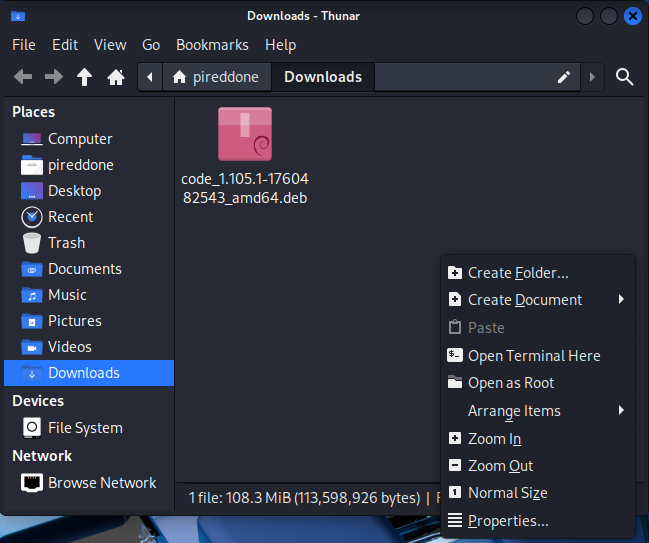 Downloads - Thunar
File Edit View Go Bookmarks Help
pireddone Downloads
Places
Computer
pireddone
Desktop
Recent
Trash
Documents
Music
Pictures
Videos
Downloads
Devices
File System
Network
Browse Network
code_1.105.1-17604
82543_amd64.deb
1 file: 108.3 MiB (113,598,926 bytes) | F
Create Folder...
Create Document
Paste
Open Terminal Here
Open as Root
Arrange Items
Zoom In
Zoom Out
Normal Size
Properties...